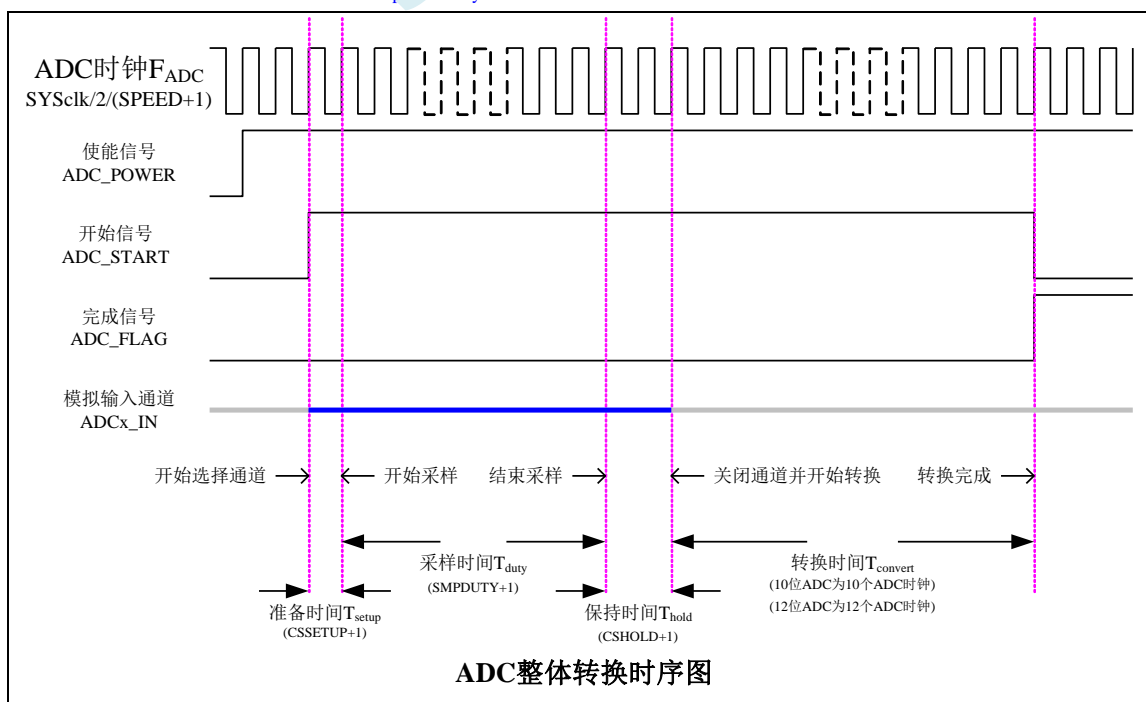 ADC时钟FADC
SYSclk/2/(SPEED+1)
使能信号
ADC_POWER
开始信号
ADC_START
完成信号
ADC_FLAG
模拟输入通道
ADCx_IN
开始选择通道 开始采样 结束采样 关闭通道并开始转换 转换完成
采样时间Tduty
(SMPDUTY+1)
转换时间Tconvert
(10位ADC为10个ADC时钟)
(12位ADC为12个ADC时钟)
准备时间Tsetup
(CSSETUP+1)
保持时间Thold
(CSHOLD+1)
ADC整体转换时序图